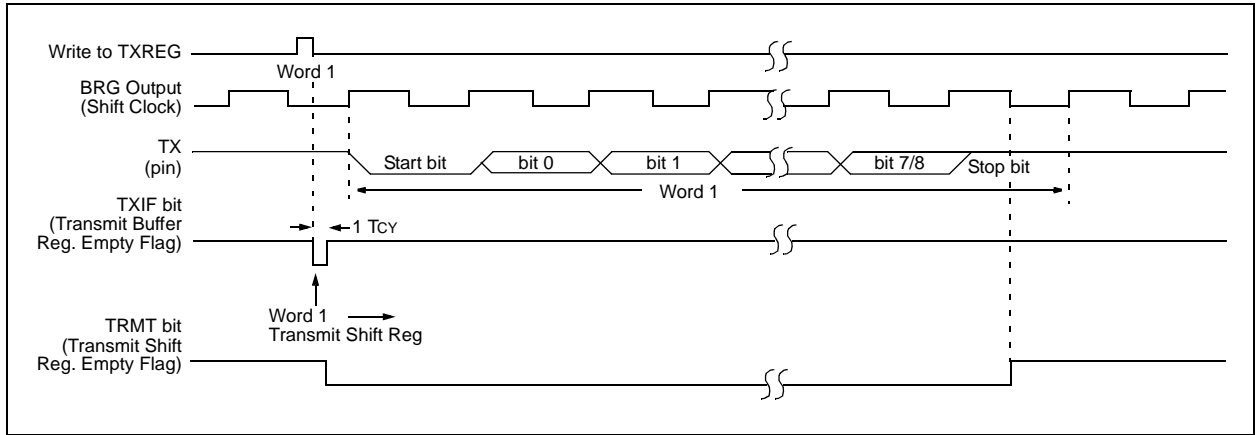 Write to TXREG
Word 1
BRG Output
(Shift Clock)
TX
(pin)
Start bit
bit 0
bit 1
bit 7/8
Stop bit
Word 1
TXIF bit
(Transmit Buffer
Reg. Empty Flag)
1 TCY
Word 1
Transmit Shift Reg
TRMT bit
(Transmit Shift
Reg. Empty Flag)